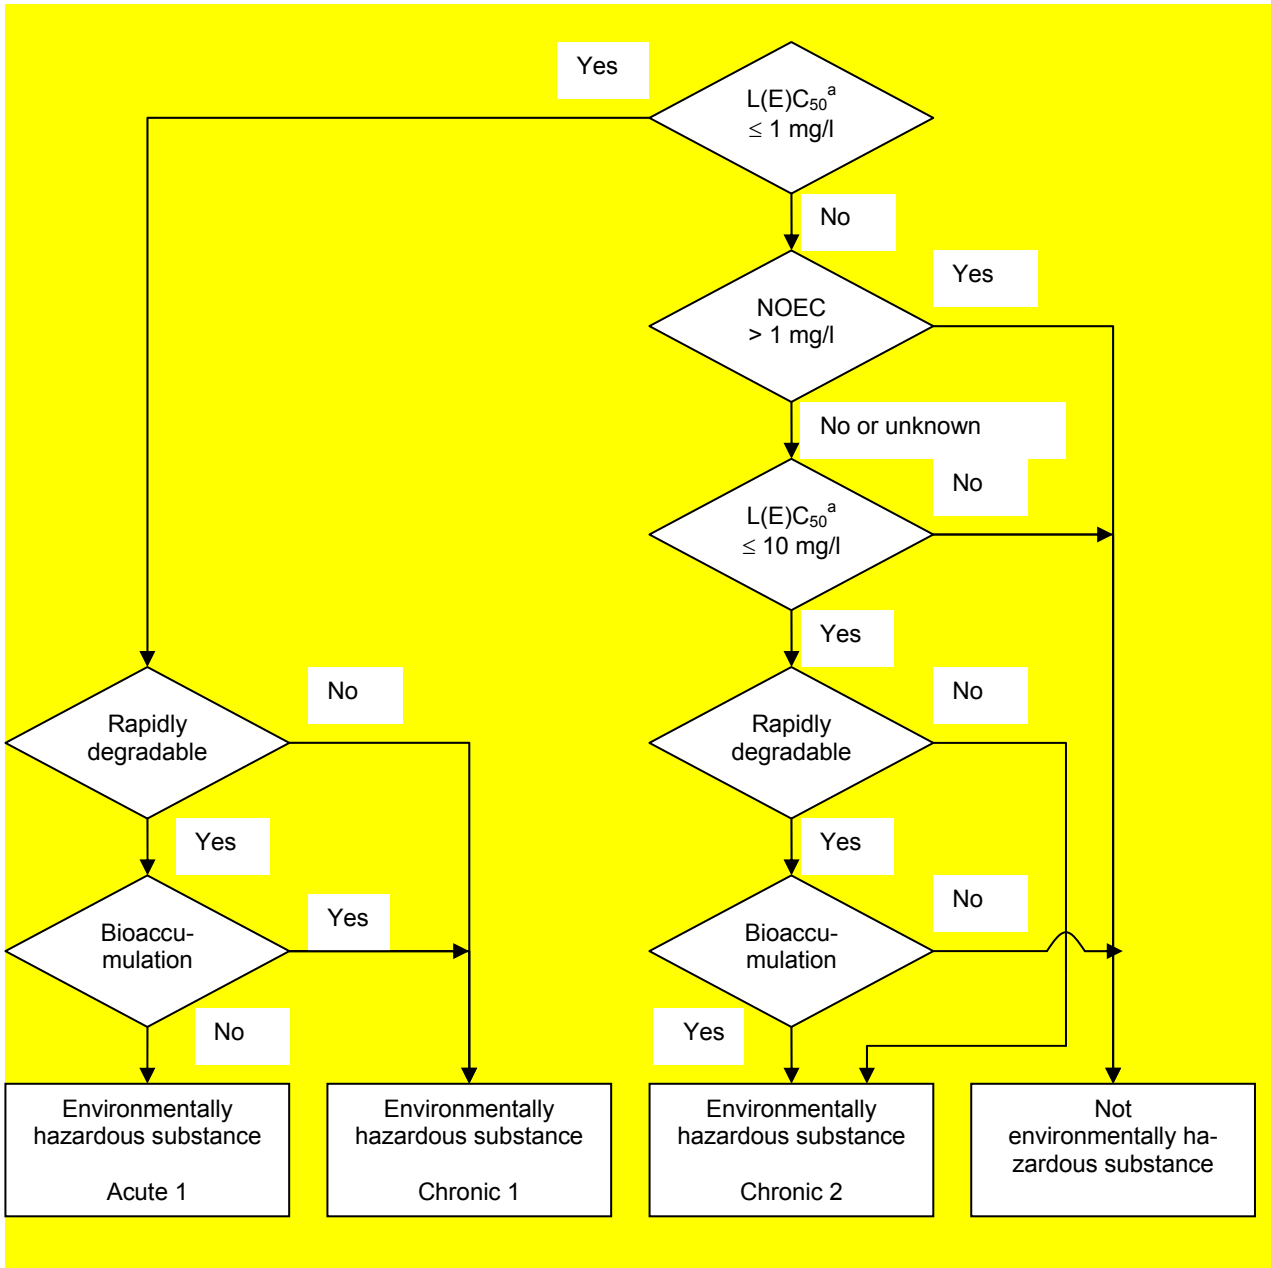 Yes
L(E)C₅₀ᵃ
≤ 1 mg/l
No
Yes
NOEC
> 1 mg/l
No or unknown
No
L(E)C₅₀ᵃ
≤ 10 mg/l
Yes
No
No
Rapidly
degradable
Rapidly
degradable
Yes
Yes
Yes
No
Bioaccu-
mulation
Bioaccu-
mulation
No
Yes
Environmentally
hazardous substance
Acute 1
Environmentally
hazardous substance
Chronic 1
Environmentally
hazardous substance
Chronic 2
Not
environmentally ha-
zardous substance